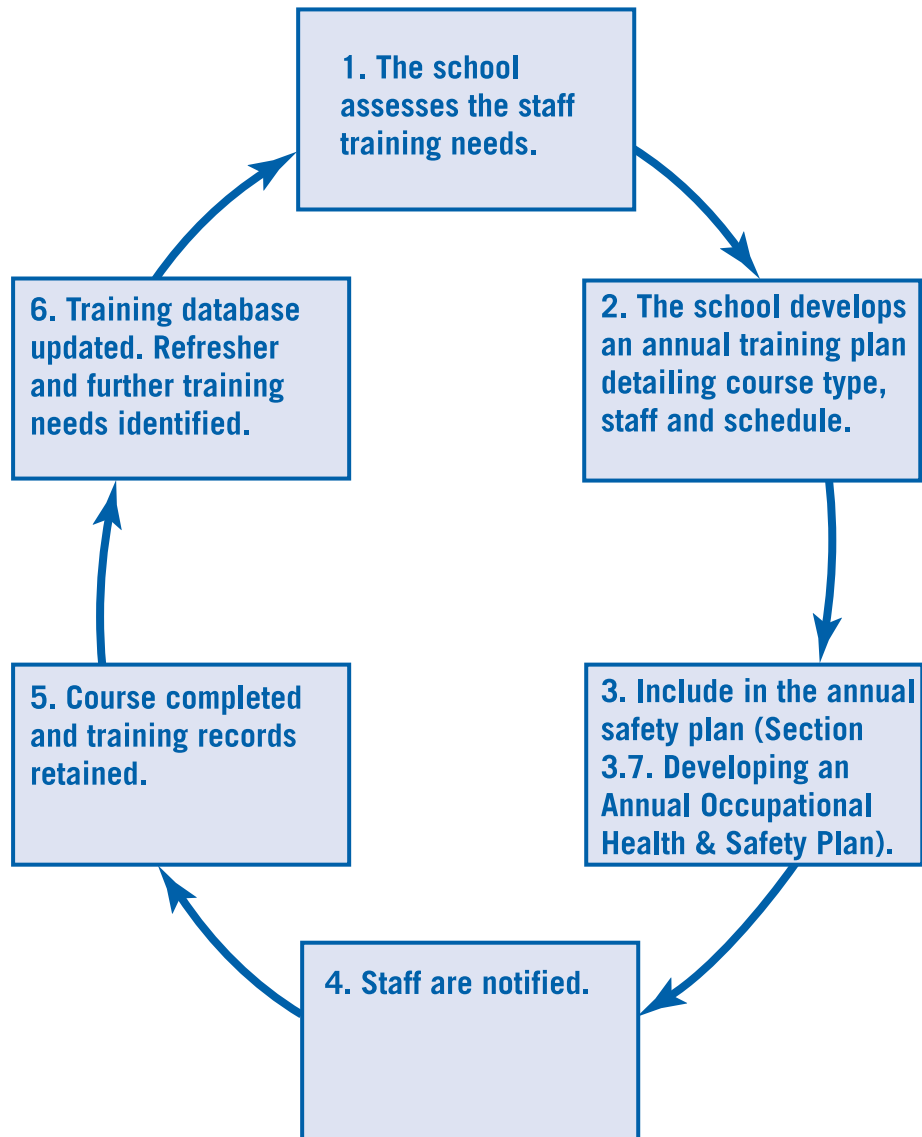 1. The school
assesses the staff
training needs.
2. The school develops
an annual training plan
detailing course type,
staff and schedule.
3. Include in the annual
safety plan (Section
3.7. Developing an
Annual Occupational
Health & Safety Plan).
4. Staff are notified.
5. Course completed
and training records
retained.
6. Training database
updated. Refresher
and further training
needs identified.